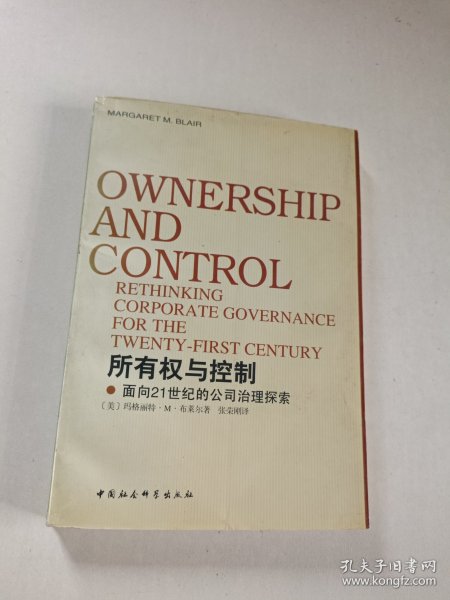 MARGARET M. BLAIR
OWNERSHIP
AND
CONTROL
RETHINKING
CORPORATE GOVERNANCE
FOR THE
TWENTY-FIRST CENTURY
所有权与控制
● 面向21世纪的公司治理探索
〔美〕玛格丽特·M·布莱尔著 张荣刚译
中国社会科学出版社
孔夫子旧书网
www.kongfz.com